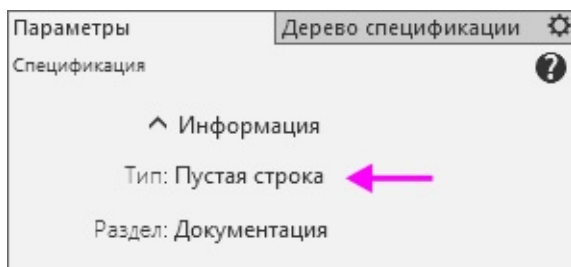 Параметры Дерево спецификации
Спецификация ?
Информация
Тип: Пустая строка
Раздел: Документация